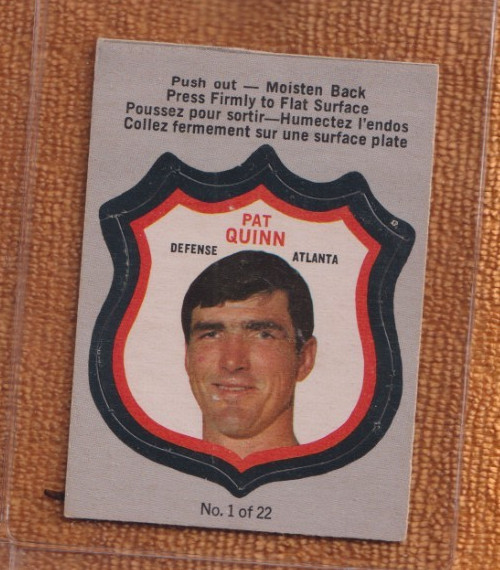 Push out — Moisten Back
Press Firmly to Flat Surface
Poussez pour sortir—Humectez l'endos
Collez fermement sur une surface plate
PAT
QUINN
DEFENSE ATLANTA
No. 1 of 22